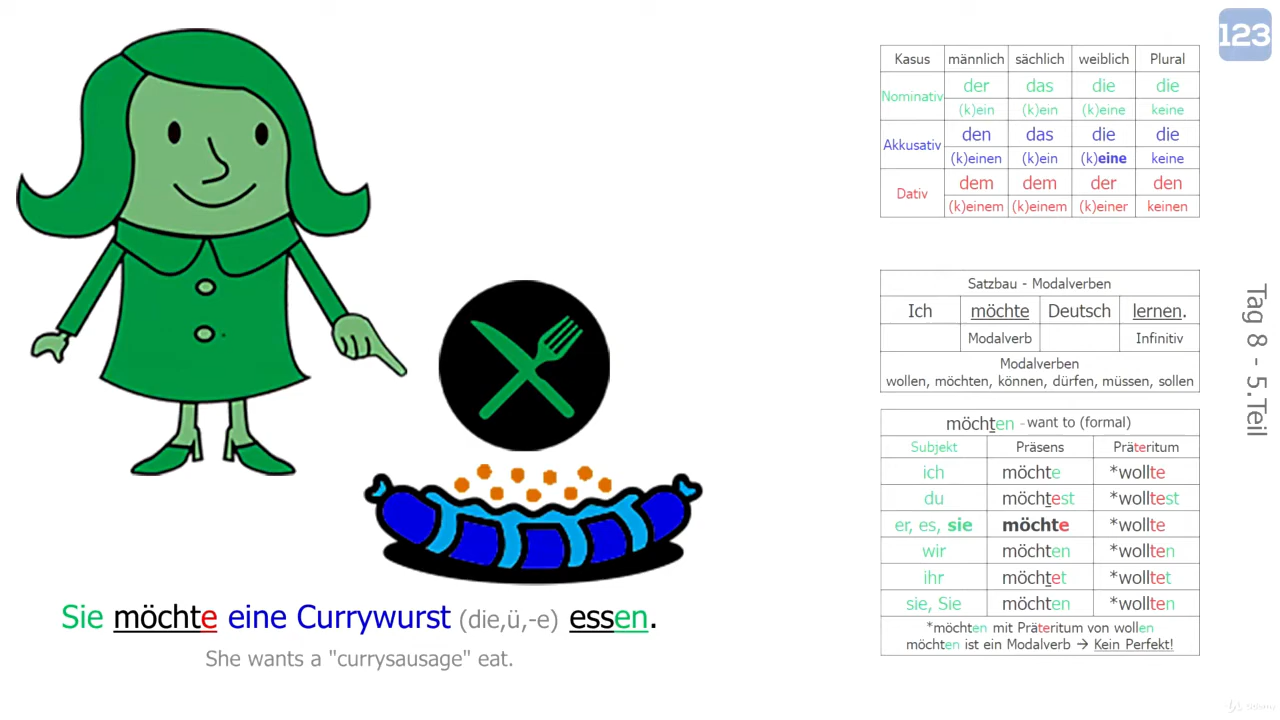 123
Kasus männlich sächlich weiblich Plural
Nominativ der das die die
(k)ein (k)ein (k)eine keine
Akkusativ den das die die
(k)einen (k)ein (k)eine keine
Dativ dem dem der den
(k)einem (k)einem (k)einer keinen
Satzbau - Modalverben
Ich möchte Deutsch lernen.
Modalverb Infinitiv
Modalverben
wollen, möchten, können, dürfen, müssen, sollen
möchten - want to (formal)
Subjekt Präsens Präteritum
ich möchte *wollte
du möchtest *wolltest
er, es, sie möchte *wollte
wir möchten *wollten
ihr möchtet *wolltet
sie, Sie möchten *wollten
*möchten mit Präteritum von wollen
möchten ist ein Modalverb → Kein Perfekt!
Tag 8 - 5.Teil
Sie möchte eine Currywurst (die,ü,-e) essen.
She wants a "currysausage" eat.